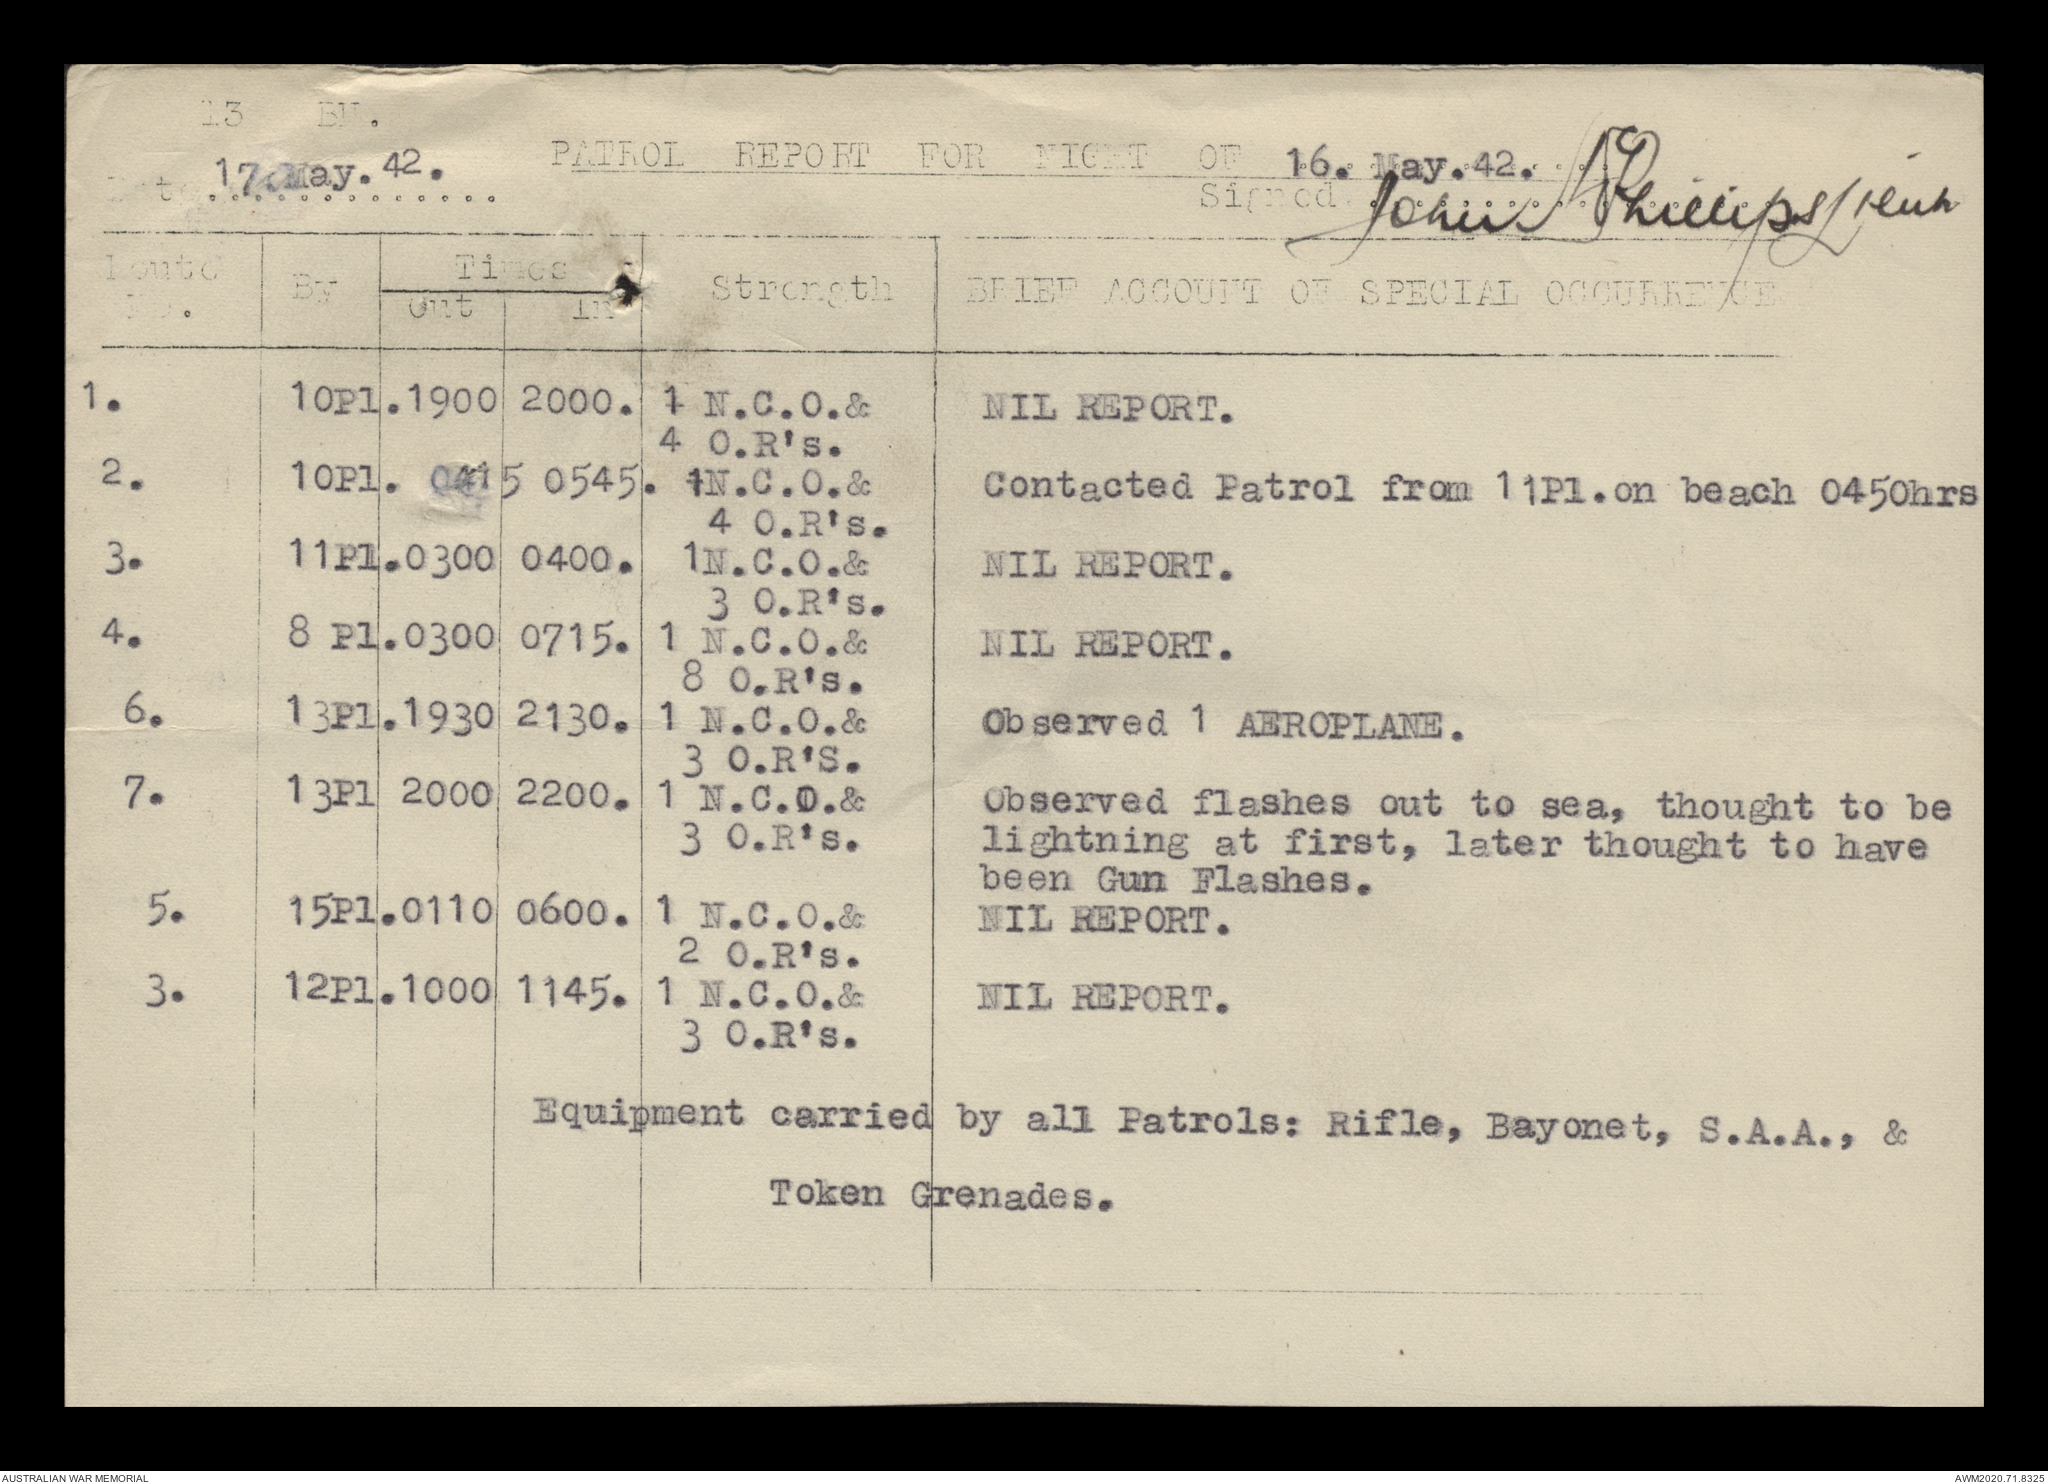 13 BN.
PATROL REPORT FOR NIGHT OF 16. May.42.
Date 17.May.42.
Signed John Phillips Lieut
Route No. By Times Out In Strength BRIEF ACCOUNT OF SPECIAL OCCURRENCE
1. 10Pl.1900 2000. 1 N.C.O.& NIL REPORT.
4 O.R's.
2. 10Pl. 0415 0545. 1N.C.O.& Contacted Patrol from 11Pl.on beach 0450hrs
4 O.R's.
3. 11Pl.0300 0400. 1N.C.O.& NIL REPORT.
3 O.R's.
4. 8 Pl.0300 0715. 1 N.C.O.& NIL REPORT.
8 O.R's.
6. 13Pl.1930 2130. 1 N.C.O.& Observed 1 AEROPLANE.
3 O.R'S.
7. 13Pl 2000 2200. 1 N.C.O.& Observed flashes out to sea, thought to be
3 O.R's. lightning at first, later thought to have
been Gun Flashes.
5. 15Pl.0110 0600. 1 N.C.O.& NIL REPORT.
2 O.R's.
3. 12Pl.1000 1145. 1 N.C.O.& NIL REPORT.
3 O.R's.
Equipment carried by all Patrols: Rifle, Bayonet, S.A.A., &
Token Grenades.
AUSTRALIAN WAR MEMORIAL AWM2020.71.8325